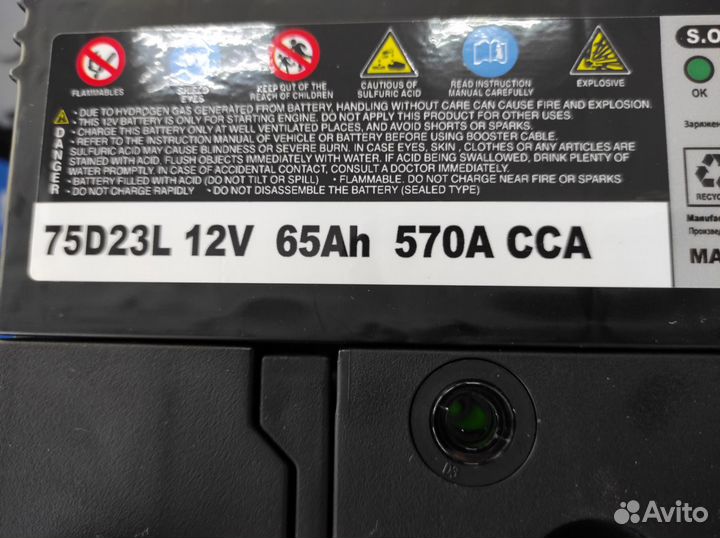 FLAMMABLES
SHIELD
EYES
KEEP OUT OF THE
REACH OF CHILDREN
CAUTIOUS OF
SULFURIC ACID
READ INSTRUCTION
MANUAL CAREFULLY
EXPLOSIVE
DANGER
- DUE TO HYDROGEN GAS GENERATED FROM BATTERY, HANDLING WITHOUT CARE CAN CAUSE FIRE AND EXPLOSION.
- THIS 12V BATTERY IS ONLY FOR STARTING ENGINE. DO NOT APPLY THIS PRODUCT FOR OTHER USES.
- CHARGE THIS BATTERY ONLY AT WELL VENTILATED PLACES, AND AVOID SHORTS OR SPARKS.
- REFER TO THE INSTRUCTION MANUAL OF VEHICLE OR BATTERY BEFORE USING BOOSTER CABLE.
SULFURIC ACID MAY CAUSE BLINDNESS OR SEVERE BURN. IN CASE EYES, SKIN, CLOTHES OR ANY ARTICLES ARE
STAINED WITH ACID. FLUSH OBJECTS IMMEDIATELY WITH WATER. IF ACID BEING SWALLOWED, DRINK PLENTY OF
WATER PROMPTLY. IN CASE OF ACCIDENTAL CONTACT, CONSULT A DOCTOR IMMEDIATELY.
- BATTERY FILLED WITH ACID (DO NOT TILT OR SPILL) - FLAMMABLE. DO NOT CHARGE NEAR FIRE OR SPARKS
- DO NOT CHARGE RAPIDLY - DO NOT DISASSEMBLE THE BATTERY (SEALED TYPE)
75D23L 12V 65Ah 570A CCA
S.O
OK
Заряжен
RECYC
Manufac
Произведе
MA
Avito